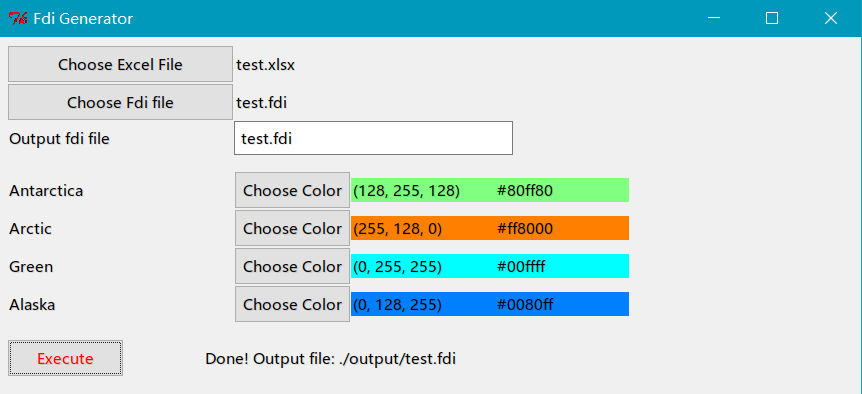 Fdi Generator
Choose Excel File test.xlsx
Choose Fdi file test.fdi
Output fdi file test.fdi
Antarctica Choose Color (128, 255, 128) #80ff80
Arctic Choose Color (255, 128, 0) #ff8000
Green Choose Color (0, 255, 255) #00ffff
Alaska Choose Color (0, 128, 255) #0080ff
Execute Done! Output file: ./output/test.fdi